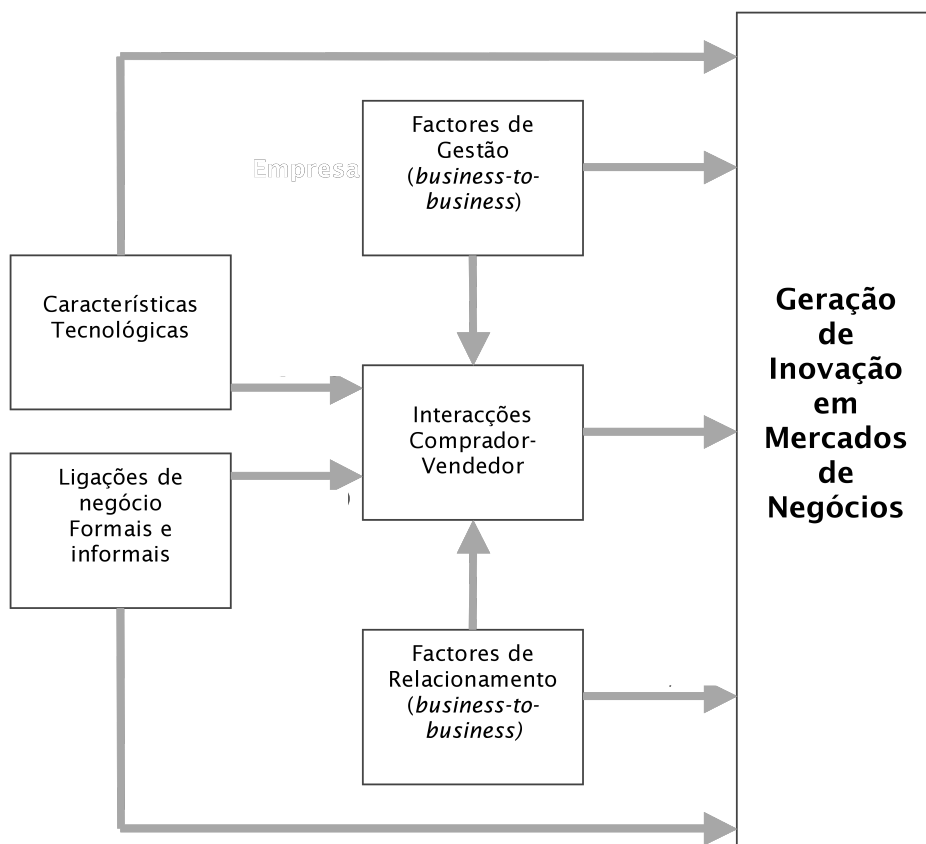 Factores de
Gestão
(business-to-
business)
Empresa
Característicias
Tecnológicas
Geração
de
Inovação
em
Mercados
de
Negócios
Interacções
Comprador-
Vendedor
Ligações de
negócio
Formais e
informais
)
Factores de
Relacionamento
(business-to-
business)